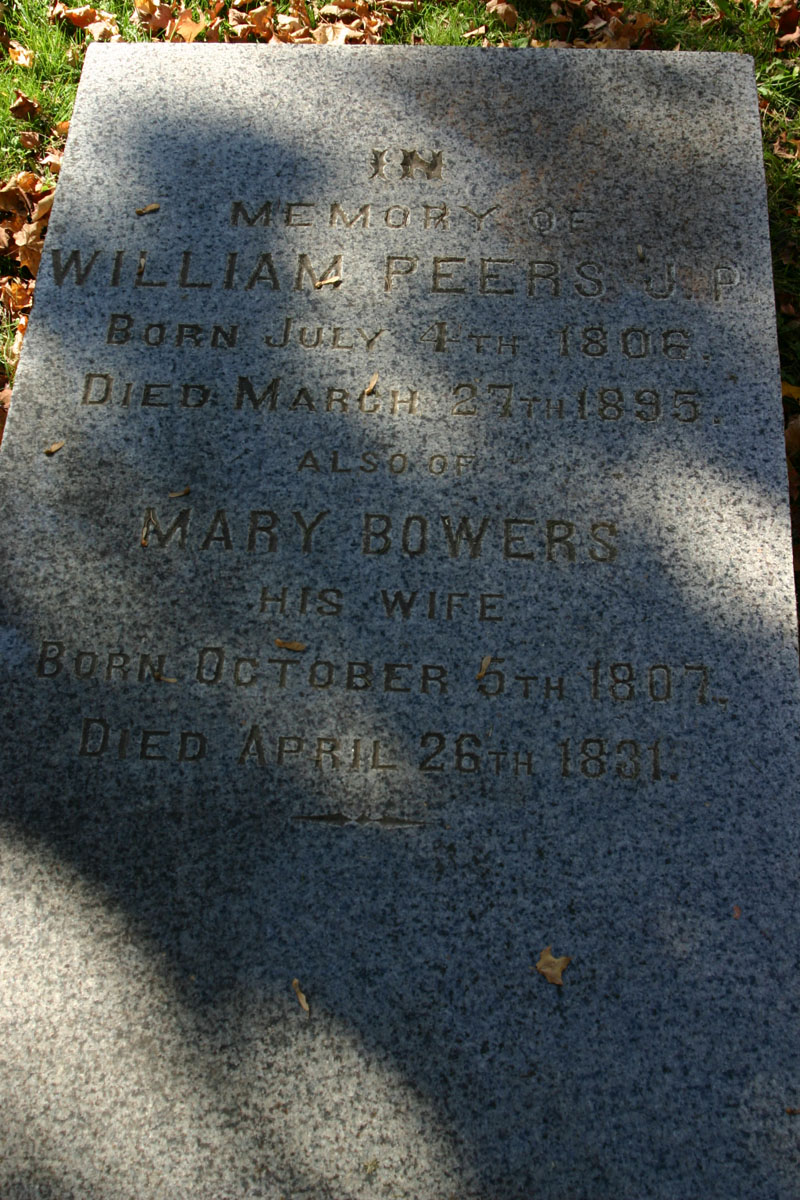 IN
MEMORY OF
WILLIAM PEERS J.P
BORN JULY 4TH 1806.
DIED MARCH 27TH 1895.
ALSO OF
MARY BOWERS
HIS WIFE
BORN OCTOBER 5TH 1807.
DIED APRIL 26TH 1831.